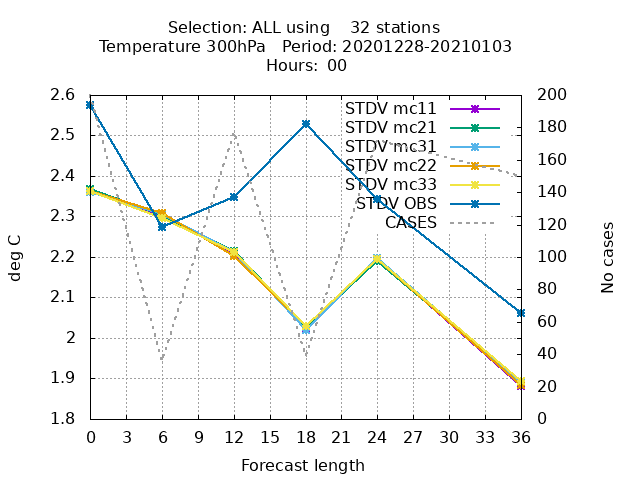 Selection: ALL using    32 stations
Temperature 300hPa   Period: 20201228-20210103
Hours:  00
2.6
2.5
2.4
2.3
2.2
2.1
2
1.9
1.8
200
180
160
140
120
100
80
60
40
20
0
STDV mc11
STDV mc21
STDV mc31
STDV mc22
STDV mc33
STDV OBS
CASES
deg C
No cases
0 3 6 9 12 15 18 21 24 27 30 33 36
Forecast length